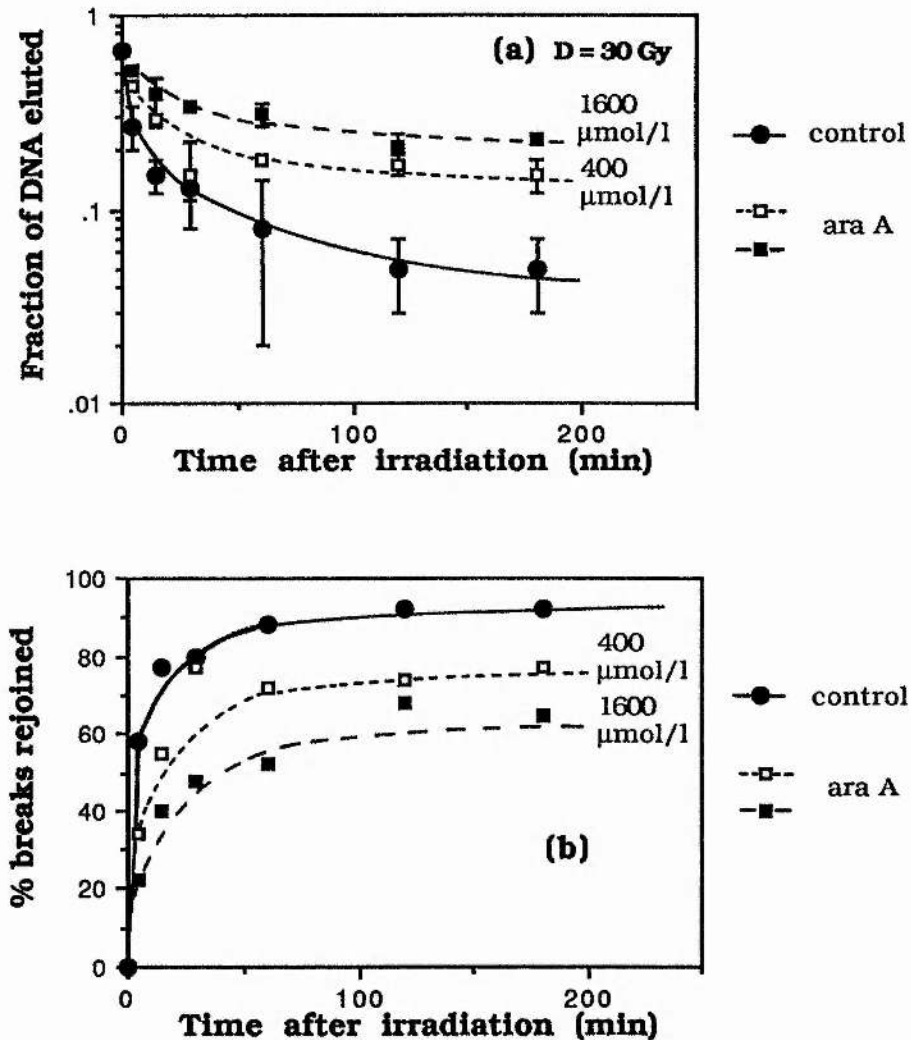 1
(a) D = 30 Gy
1600
µmol/l
400
µmol/l
.1
.01
Fraction of DNA eluted
0
100
200
Time after irradiation (min)
control
ara A
100
80
60
40
20
0
% breaks rejoined
400
µmol/l
1600
µmol/l
(b)
0
100
200
Time after irradiation (min)
control
ara A